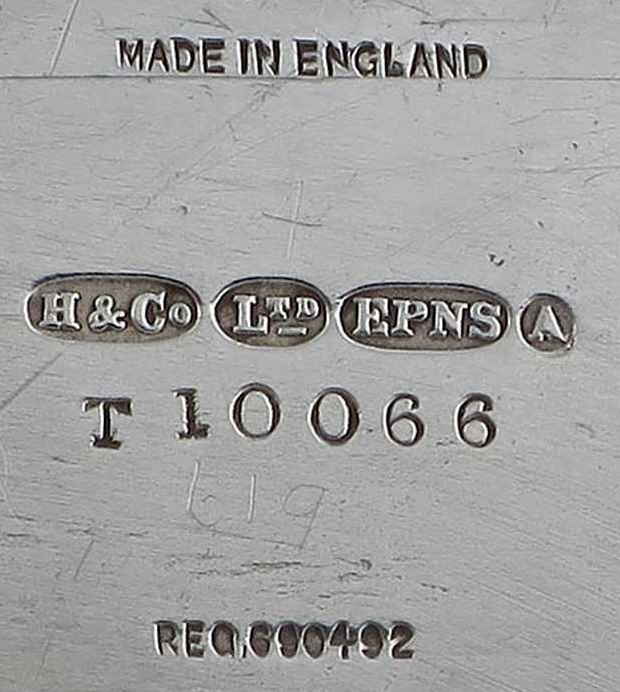 MADE IN ENGLAND
H & Co LTD EPNS A
T 10066
619
REG.690492